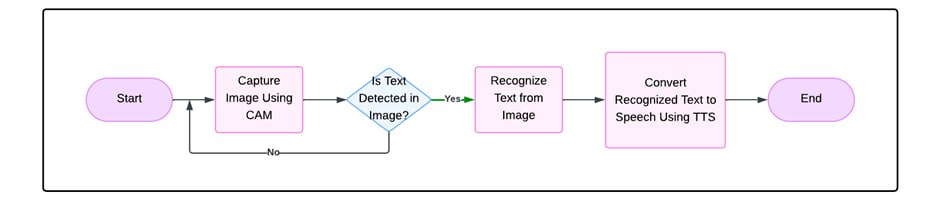 Start
Capture
Image Using
CAM
Is Text
Detected in
Image?
Yes
Recognize
Text from
Image
Convert
Recognized Text to
Speech Using TTS
End
No